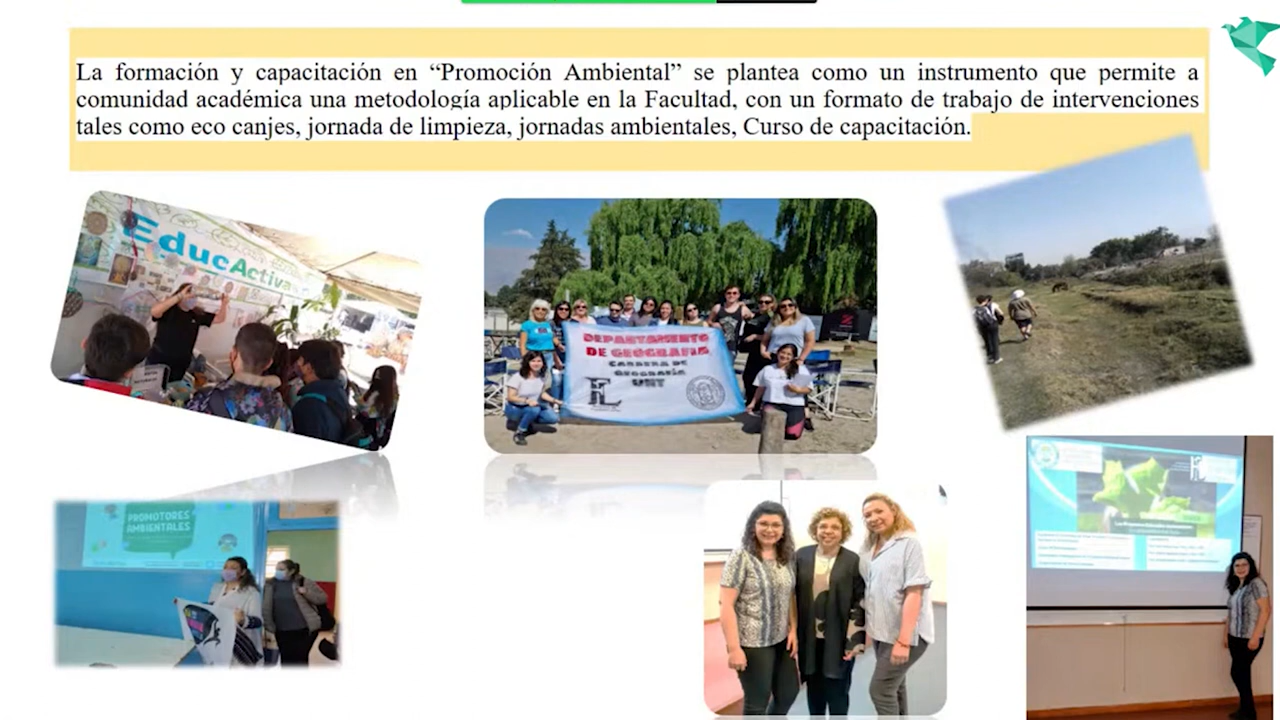 La formación y capacitación en “Promoción Ambiental” se plantea como un instrumento que permite a
comunidad académica una metodología aplicable en la Facultad, con un formato de trabajo de intervenciones
tales como eco canjes, jornada de limpieza, jornadas ambientales, Curso de capacitación.
EducActiva
DEPARTAMENTO
DE GEOGRAFIA
CARRERA DE
GEOGRAFÍA
UNT
PROMOTORES
AMBIENTALES